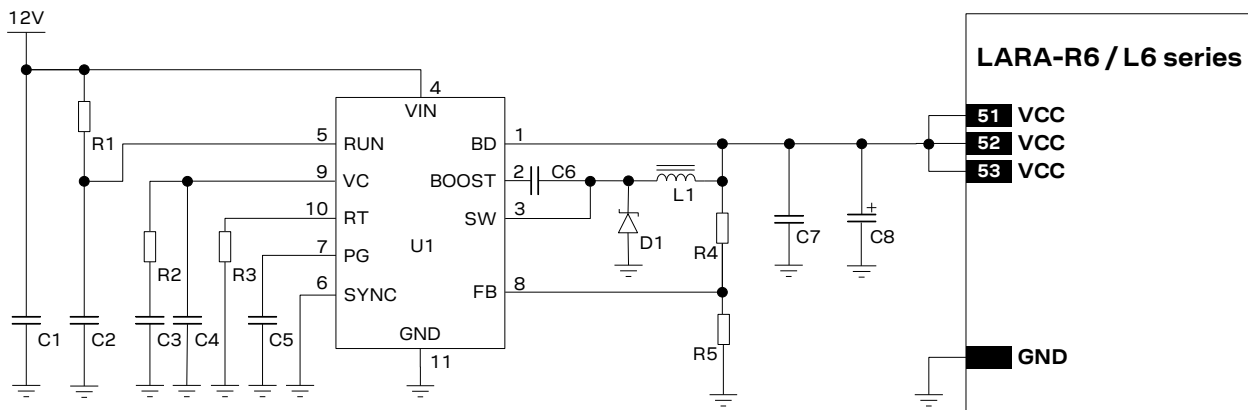 12V
LARA-R6 / L6 series
4
VIN
R1
5
RUN
BD
1
51 VCC
52 VCC
53 VCC
9
VC
BOOST
2
C6
L1
10
RT
SW
3
7
PG
U1
D1
R4
C7
C8
R2
R3
6
SYNC
FB
8
C1
C2
C3
C4
C5
GND
11
R5
GND
+